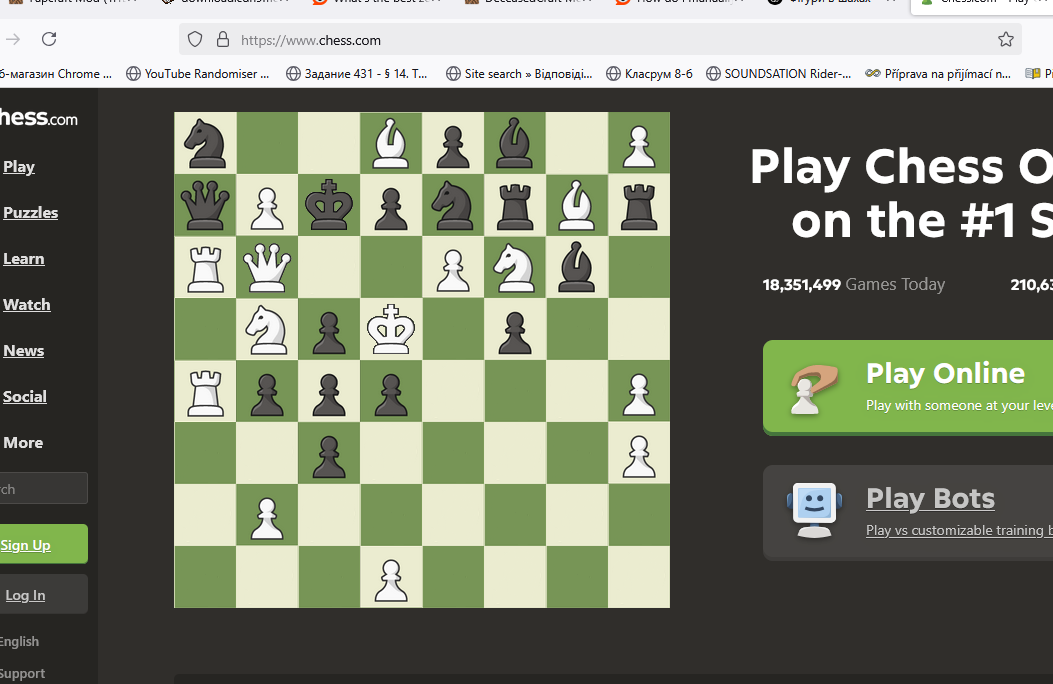 https://www.chess.com
б-магазин Chrome ...
YouTube Randomiser ...
Задание 431 - § 14. Т...
Site search » Відповіді...
Класрум 8-б
SOUNDSATION Rider-...
Příprava na přijímací n...
hess.com
Play
Puzzles
Learn
Watch
News
Social
More
rch
Sign Up
Log In
English
Support
Play Chess O
on the #1 S
18,351,499 Games Today
210,63
Play Online
Play with someone at your leve
Play Bots
Play vs customizable training b